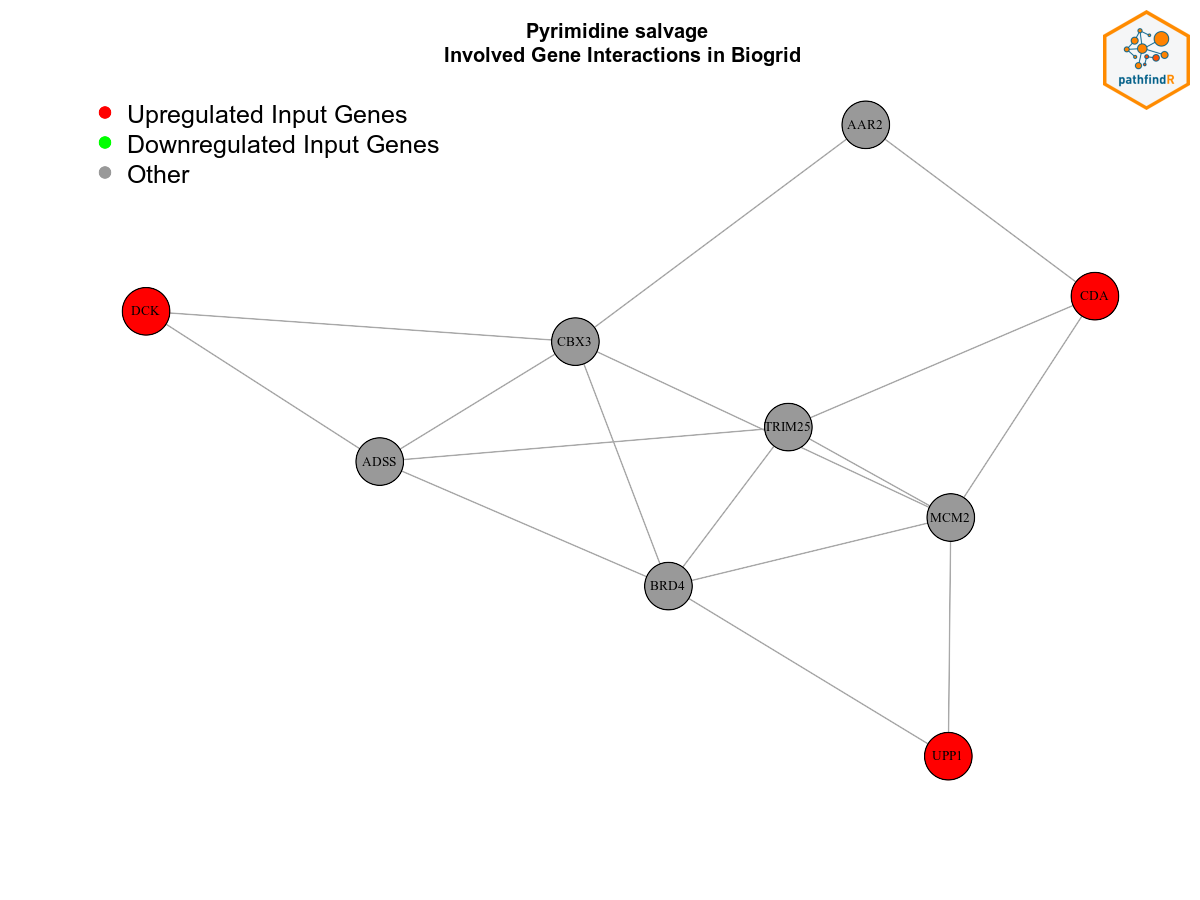 Pyrimidine salvage
Involved Gene Interactions in Biogrid
pathfindR
Upregulated Input Genes
Downregulated Input Genes
Other
AAR2
CDA
DCK
CBX3
TRIM25
ADSS
MCM2
BRD4
UPP1